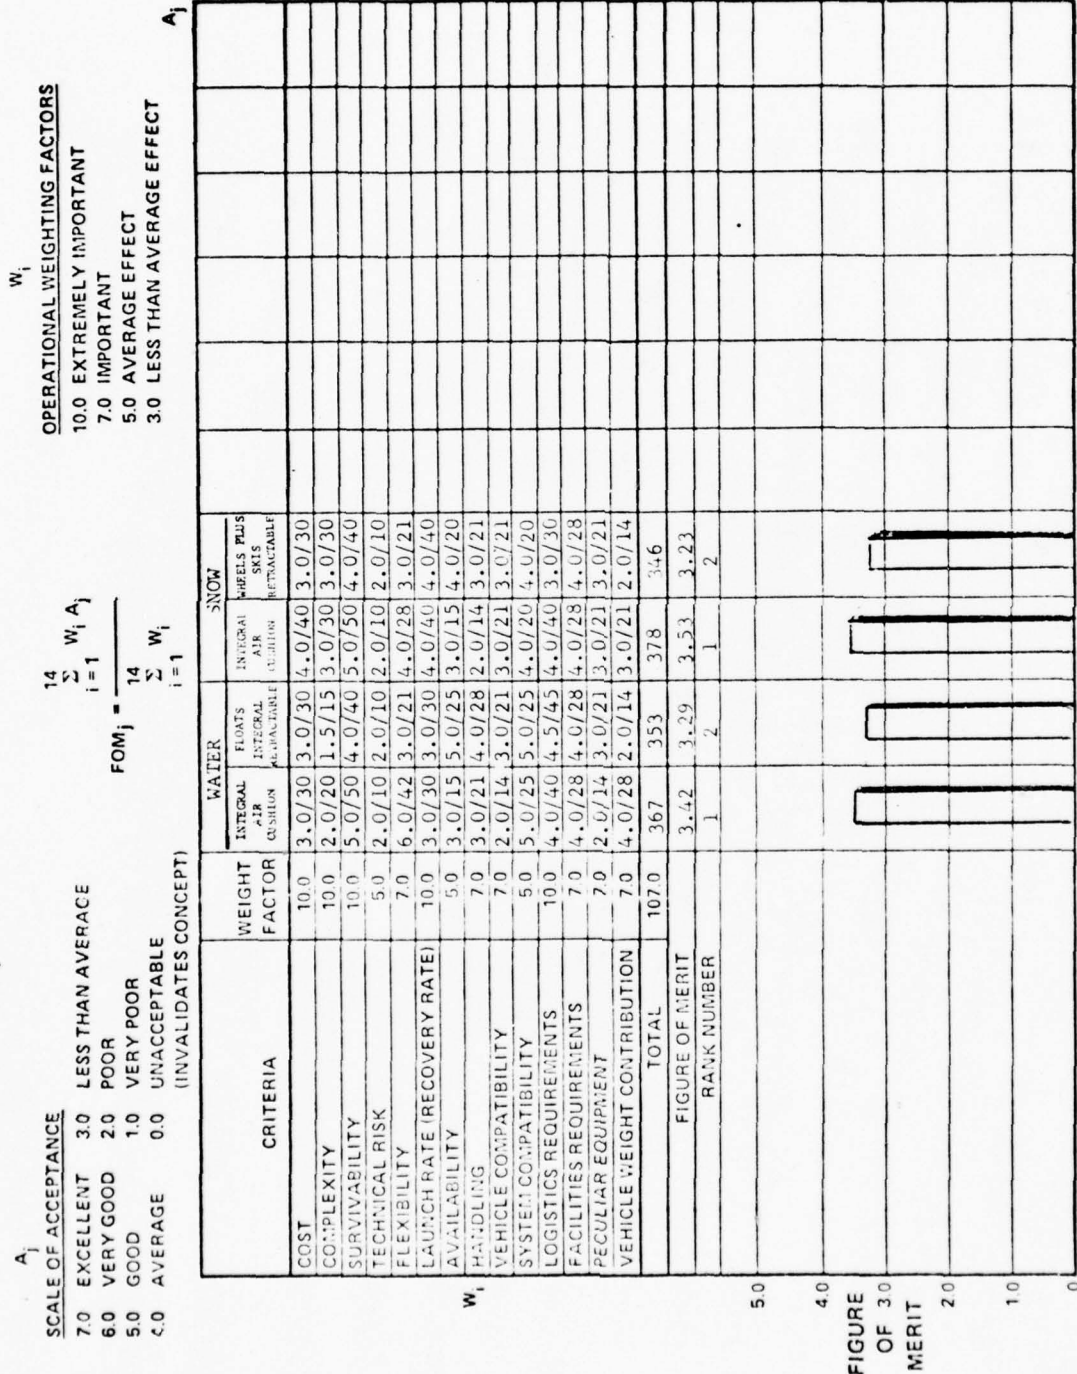 A_j
SCALE OF ACCEPTANCE
7.0 EXCELLENT 3.0 LESS THAN AVERAGE
6.0 VERY GOOD 2.0 POOR
5.0 GOOD 1.0 VERY POOR
4.0 AVERAGE 0.0 UNACCEPTABLE
(INVALIDATES CONCEPT)
FOM_j = 14 Σ i = 1 W_i A_j / 14 Σ i = 1 W_i
W_i
OPERATIONAL WEIGHTING FACTORS
10.0 EXTREMELY IMPORTANT
7.0 IMPORTANT
5.0 AVERAGE EFFECT
3.0 LESS THAN AVERAGE EFFECT
A_j
WATER SNOW
CRITERIA WEIGHT FACTOR INTEGRAL AIR CUSHION FLOATS INTEGRAL RETRACTABLE INTEGRAL AIR CUSHION WHEELS PLUS SKIS RETRACTABLE
COST 10.0 3.0/30 3.0/30 4.0/40 3.0/30
COMPLEXITY 10.0 2.0/20 1.5/15 3.0/30 3.0/30
SURVIVABILITY 10.0 5.0/50 4.0/40 5.0/50 4.0/40
TECHNICAL RISK 5.0 2.0/10 2.0/10 2.0/10 2.0/10
FLEXIBILITY 7.0 6.0/42 3.0/21 4.0/28 3.0/21
LAUNCH RATE (RECOVERY RATE) 10.0 3.0/30 3.0/30 4.0/40 4.0/40
AVAILABILITY 5.0 3.0/15 5.0/25 3.0/15 4.0/20
HANDLING 7.0 3.0/21 4.0/28 2.0/14 3.0/21
W_i
VEHICLE COMPATIBILITY 7.0 2.0/14 3.0/21 3.0/21 3.0/21
SYSTEM COMPATIBILITY 5.0 5.0/25 5.0/25 4.0/20 4.0/20
LOGISTICS REQUIREMENTS 10.0 4.0/40 4.5/45 4.0/40 3.0/30
FACILITIES REQUIREMENTS 7.0 4.0/28 4.0/28 4.0/28 4.0/28
PECULIAR EQUIPMENT 7.0 2.0/14 3.0/21 3.0/21 3.0/21
VEHICLE WEIGHT CONTRIBUTION 7.0 4.0/28 2.0/14 3.0/21 2.0/14
TOTAL 107.0 367 353 378 346
FIGURE OF MERIT 3.42 3.29 3.53 3.23
RANK NUMBER 1 2 1 2
5.0
4.0
FIGURE
OF 3.0
MERIT
2.0
1.0
0